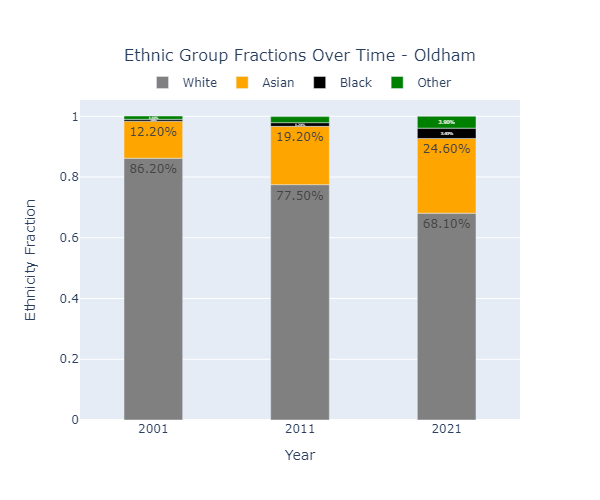 Ethnic Group Fractions Over Time - Oldham
White Asian Black Other
1
0.8
0.6
0.4
0.2
0
Ethnicity Fraction
12.20%
86.20%
19.20%
77.50%
3.90%
3.40%
24.60%
68.10%
2001 2011 2021
Year